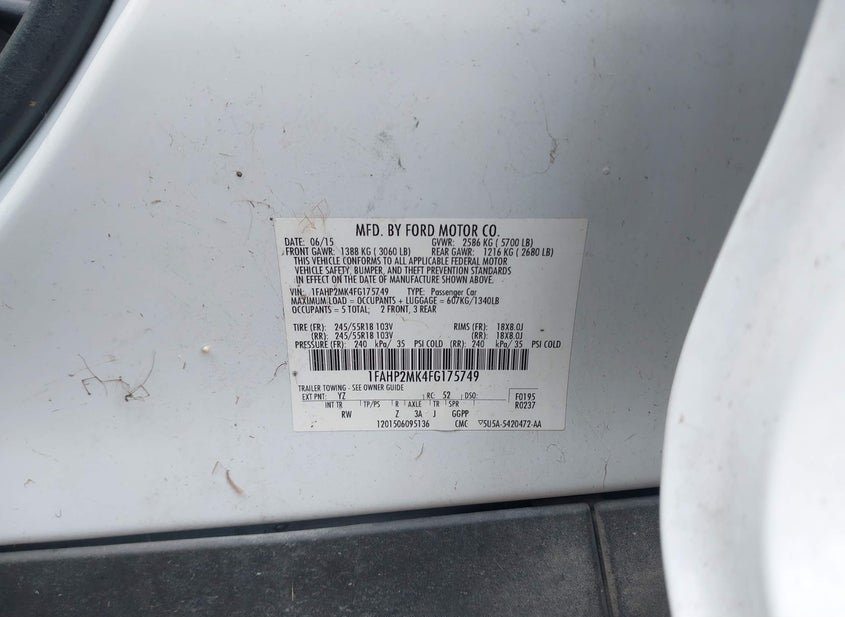 MFD. BY FORD MOTOR CO.
DATE: 06/15 GVWR: 2586 KG ( 5700 LB)
FRONT GAWR: 1388 KG ( 3060 LB) REAR GAWR: 1216 KG ( 2680 LB)
THIS VEHICLE CONFORMS TO ALL APPLICABLE FEDERAL MOTOR
VEHICLE SAFETY, BUMPER, AND THEFT PREVENTION STANDARDS
IN EFFECT ON THE DATE OF MANUFACTURE SHOWN ABOVE.
VIN: 1FAHP2MK4FG175749 TYPE: Passenger Car
MAXIMUM LOAD = OCCUPANTS + LUGGAGE = 607KG/1340LB
OCCUPANTS = 5 TOTAL; 2 FRONT, 3 REAR
TIRE (FR): 245/55R18 103V RIMS (FR): 18X8.0J
(RR): 245/55R18 103V (RR): 18X8.0J
PRESSURE (FR): 240 kPa/ 35 PSI COLD (RR): 240 kPa/ 35 PSI COLD
1FAHP2MK4FG175749
TRAILER TOWING - SEE OWNER GUIDE
EXT PNT: YZ RC: 52 DSO: F0195
INT TR TP/PS R AXLE TR SPR R0237
RW Z 3A J GGPP
1201506095136 CMC ▽5U5A-5420472-AA